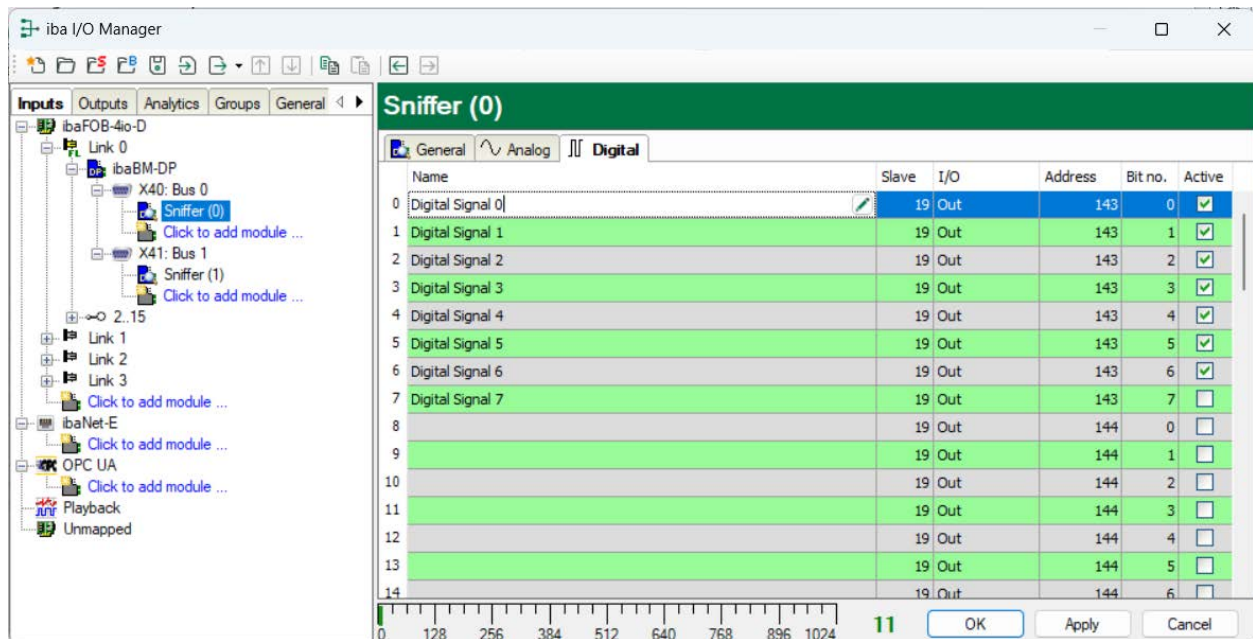 iba I/O Manager
Inputs Outputs Analytics Groups General
ibaFOB-4io-D
Link 0
ibaBM-DP
X40: Bus 0
Sniffer (0)
Click to add module ...
X41: Bus 1
Sniffer (1)
Click to add module ...
2..15
Link 1
Link 2
Link 3
Click to add module ...
ibaNet-E
Click to add module ...
OPC UA
Click to add module ...
Playback
Unmapped
Sniffer (0)
General Analog Digital
Name Slave I/O Address Bit no. Active
0 Digital Signal 0 19 Out 143 0
1 Digital Signal 1 19 Out 143 1
2 Digital Signal 2 19 Out 143 2
3 Digital Signal 3 19 Out 143 3
4 Digital Signal 4 19 Out 143 4
5 Digital Signal 5 19 Out 143 5
6 Digital Signal 6 19 Out 143 6
7 Digital Signal 7 19 Out 143 7
8 19 Out 144 0
9 19 Out 144 1
10 19 Out 144 2
11 19 Out 144 3
12 19 Out 144 4
13 19 Out 144 5
14 19 Out 144 6
0 128 256 384 512 640 768 896 1024
11 OK Apply Cancel